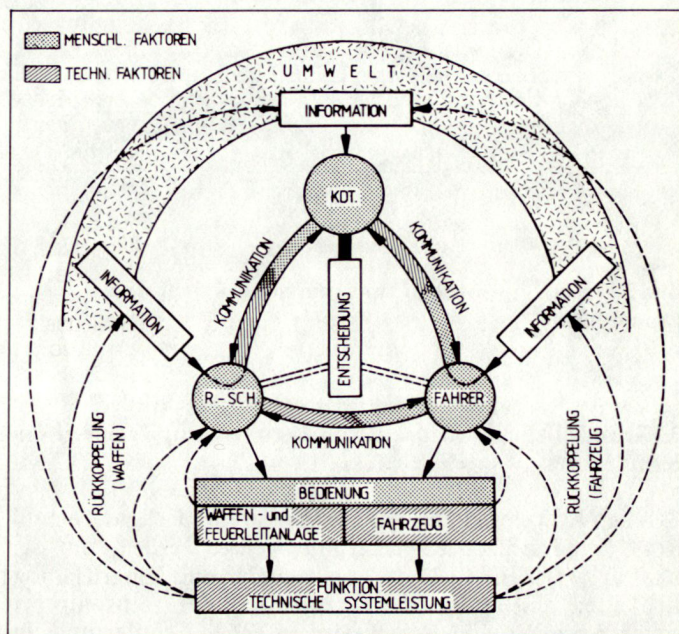 MENSCHL. FAKTOREN
TECHN. FAKTOREN
UMWELT
INFORMATION
KDT.
KOMMUNIKATION
KOMMUNIKATION
INFORMATION
ENTSCHEIDUNG
INFORMATION
R.-SCH.
FAHRER
KOMMUNIKATION
RÜCKKOPPELUNG
(WAFFEN)
RÜCKKOPPELUNG
(FAHRZEUG)
BEDIENUNG
WAFFEN- und
FEUERLEITANLAGE
FAHRZEUG
FUNKTION
TECHNISCHE SYSTEMLEISTUNG